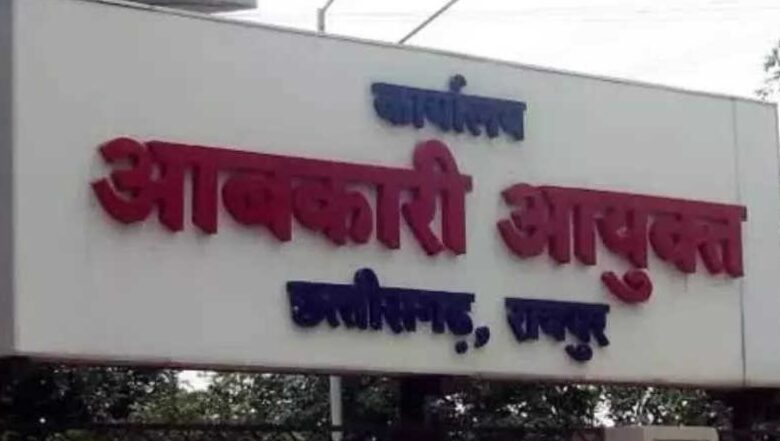 कार्यालय
आबकारी आयुक्त
छत्तीसगढ़, रायपुर